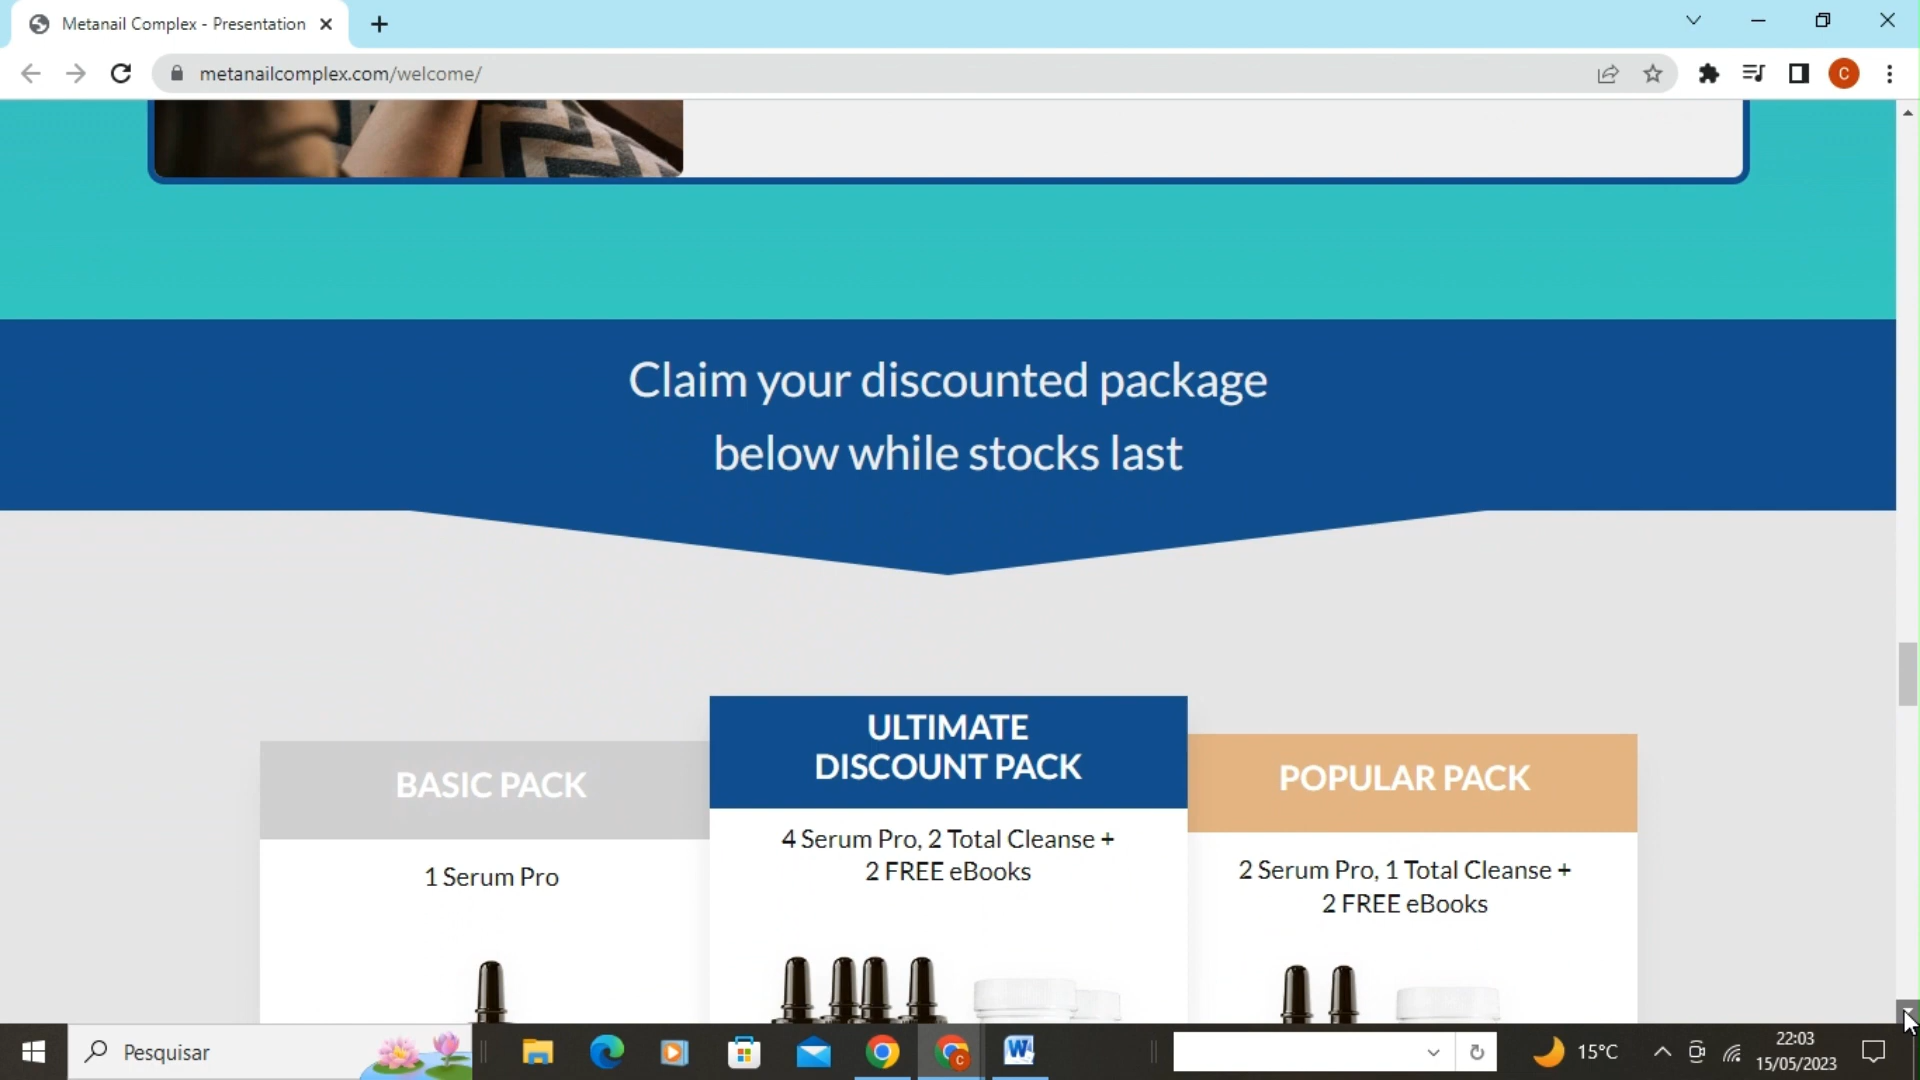 Metanail Complex - Presentation
metanailcomplex.com/welcome/
C
Claim your discounted package
below while stocks last
BASIC PACK
1 Serum Pro
ULTIMATE
DISCOUNT PACK
4 Serum Pro, 2 Total Cleanse +
2 FREE eBooks
POPULAR PACK
2 Serum Pro, 1 Total Cleanse +
2 FREE eBooks
Pesquisar
C
W
15°C
22:03
15/05/2023